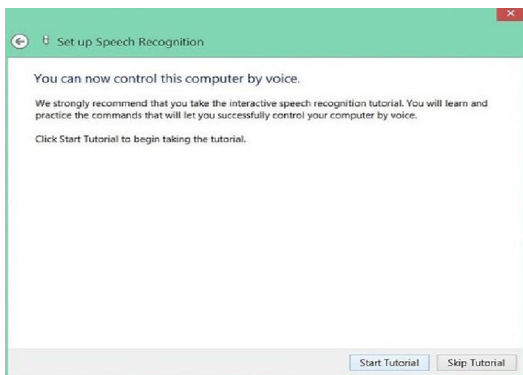 Set up Speech Recognition
You can now control this computer by voice.
We strongly recommend that you take the interactive speech recognition tutorial. You will learn and
practice the commands that will let you successfully control your computer by voice.
Click Start Tutorial to begin taking the tutorial.
Start Tutorial Skip Tutorial